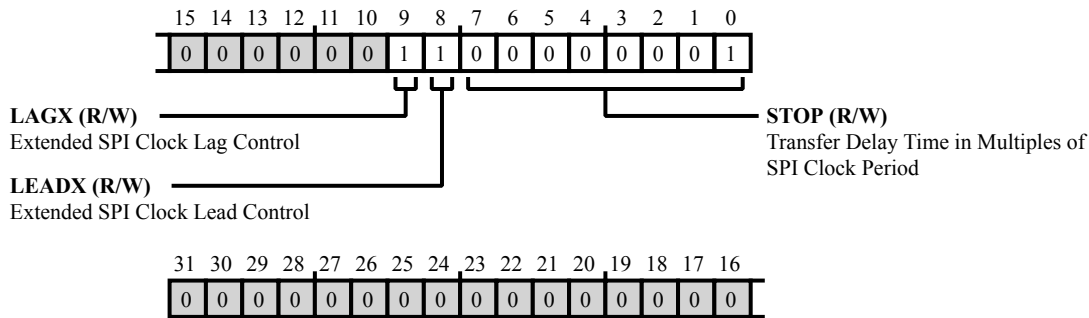 15 14 13 12 11 10 9 8 7 6 5 4 3 2 1 0
0 0 0 0 0 0 1 1 0 0 0 0 0 0 0 1
LAGX (R/W)
Extended SPI Clock Lag Control
LEADX (R/W)
Extended SPI Clock Lead Control
STOP (R/W)
Transfer Delay Time in Multiples of
SPI Clock Period
31 30 29 28 27 26 25 24 23 22 21 20 19 18 17 16
0 0 0 0 0 0 0 0 0 0 0 0 0 0 0 0